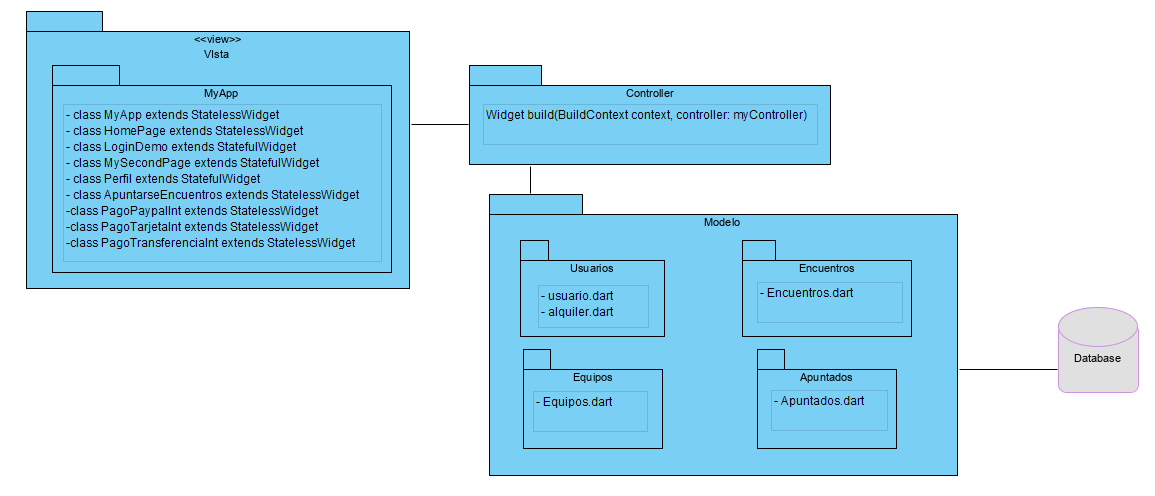 <<view>>
VIsta
MyApp
- class MyApp extends StatelessWidget
- class HomePage extends StatelessWidget
- class LoginDemo extends StatefulWidget
- class MySecondPage extends StatefulWidget
- class Perfil extends StatefulWidget
- class ApuntarseEncuentros extends StatelessWidget
-class PagoPaypalInt extends StatelessWidget
- class PagoTarjetaInt extends StatelessWidget
-class PagoTransferenciaInt extends StatelessWidget
Controller
Widget build(BuildContext context, controller: myController)
Modelo
Usuarios
- usuario.dart
- alquiler.dart
Encuentros
- Encuentros.dart
Equipos
- Equipos.dart
Apuntados
- Apuntados.dart
Database